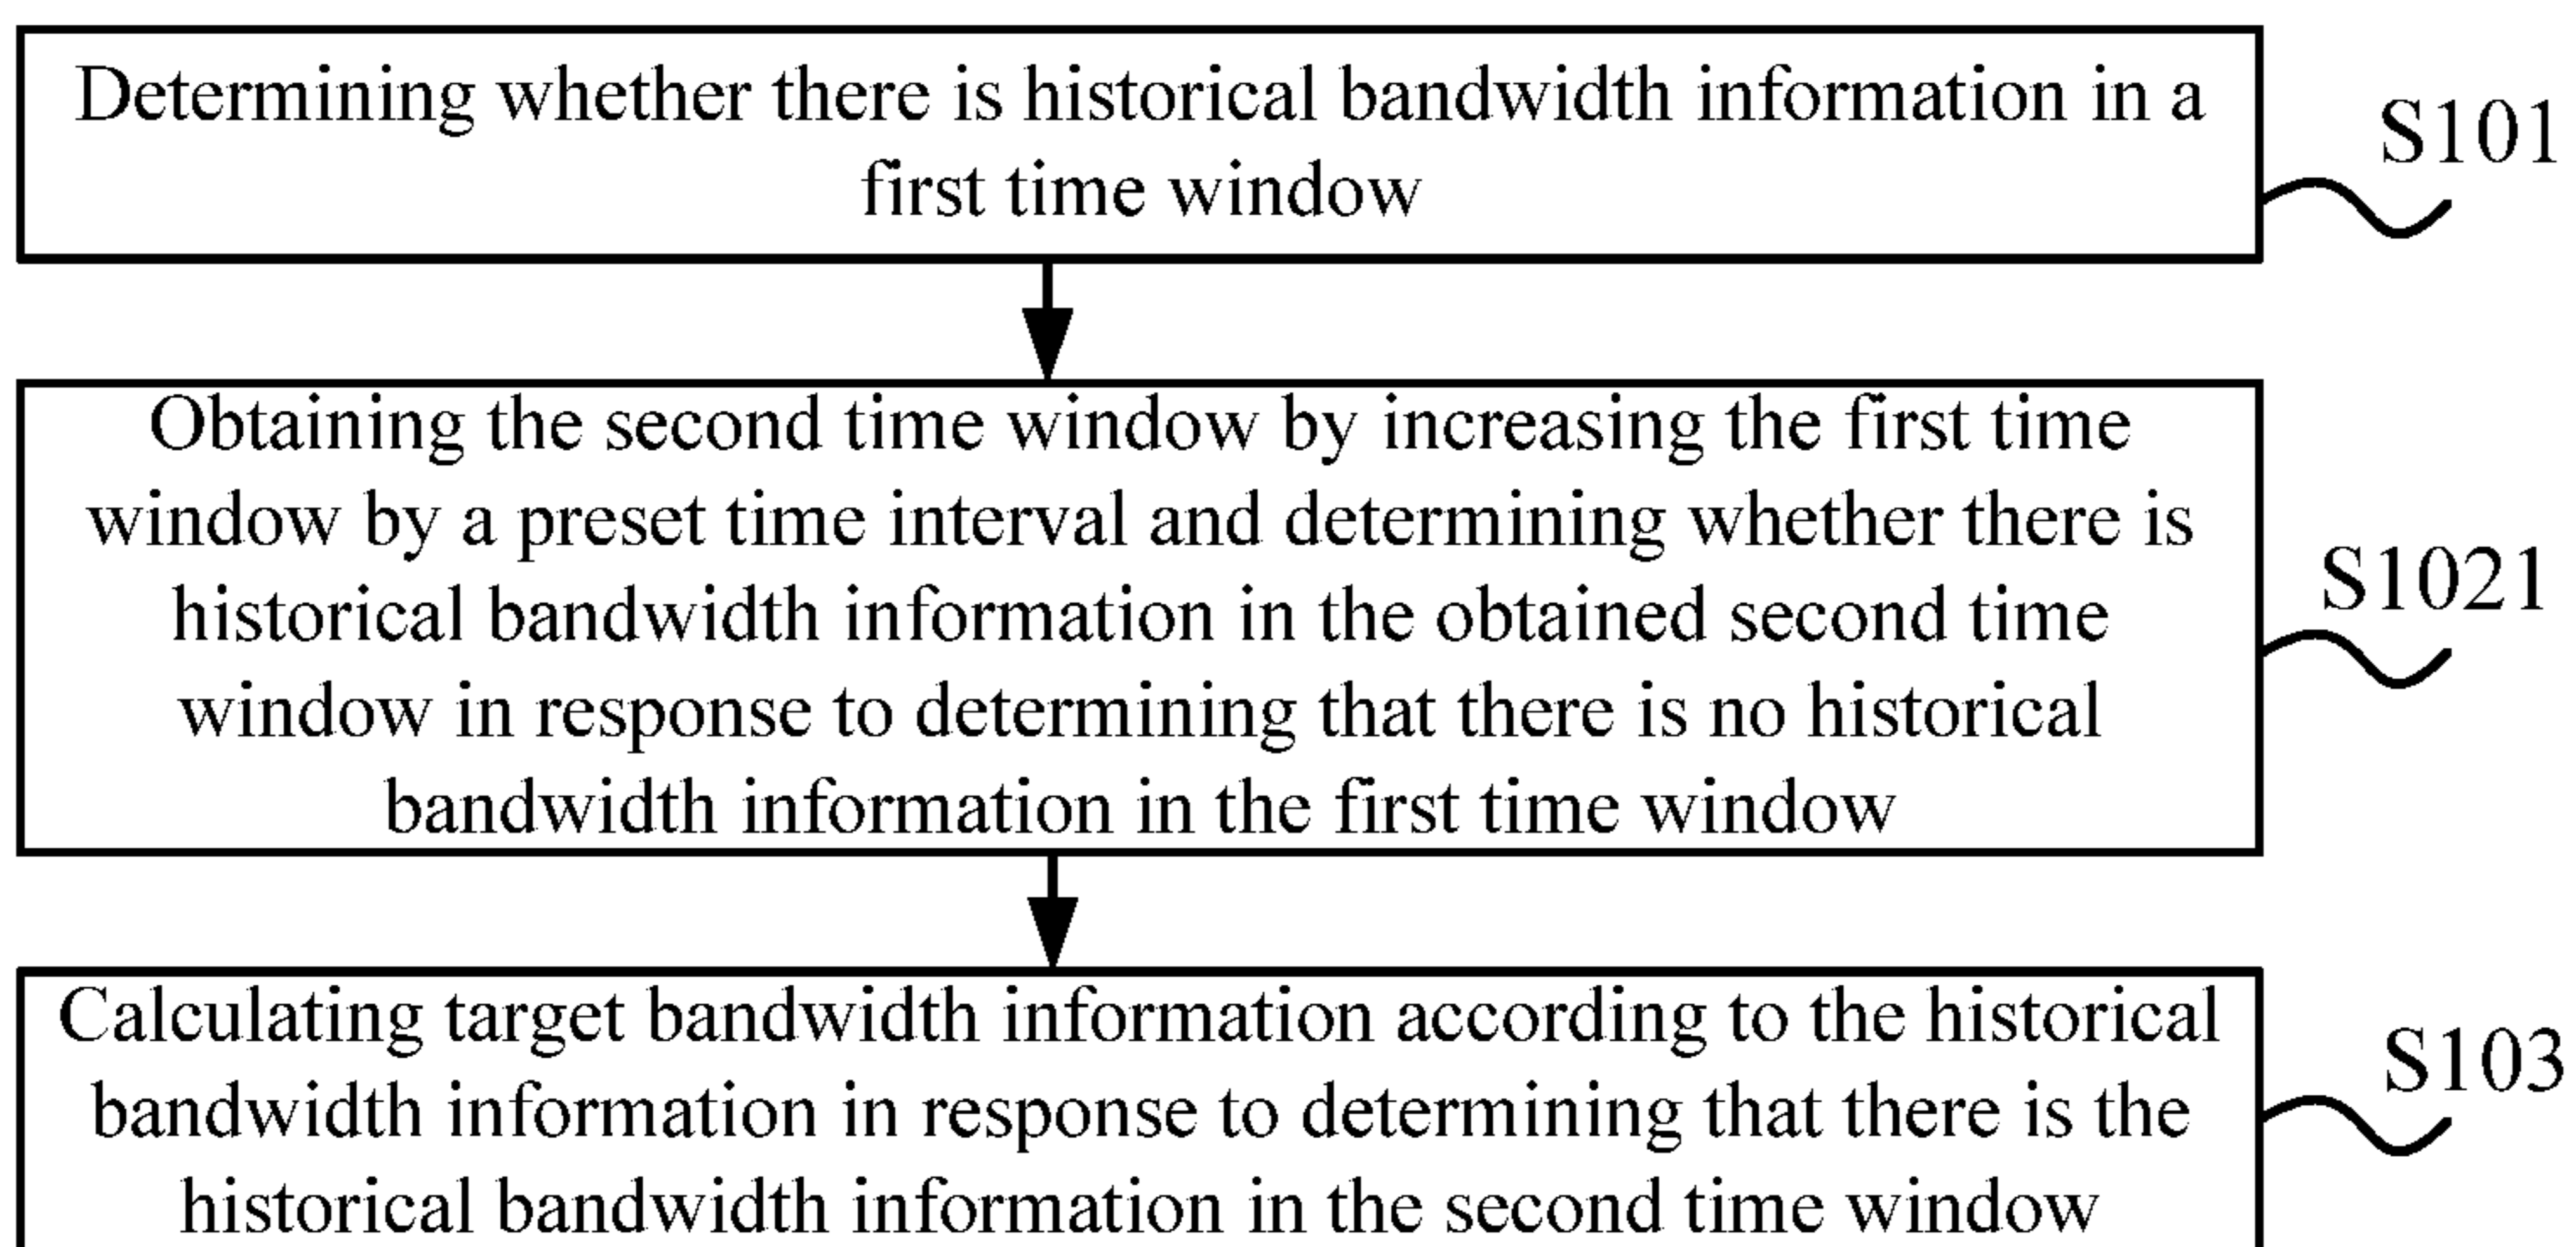 Determining whether there is historical bandwidth information in a
first time window
S101
Obtaining the second time window by increasing the first time
window by a preset time interval and determining whether there is
historical bandwidth information in the obtained second time
window in response to determining that there is no historical
bandwidth information in the first time window
S1021
Calculating target bandwidth information according to the historical
bandwidth information in response to determining that there is the
historical bandwidth information in the second time window
S103